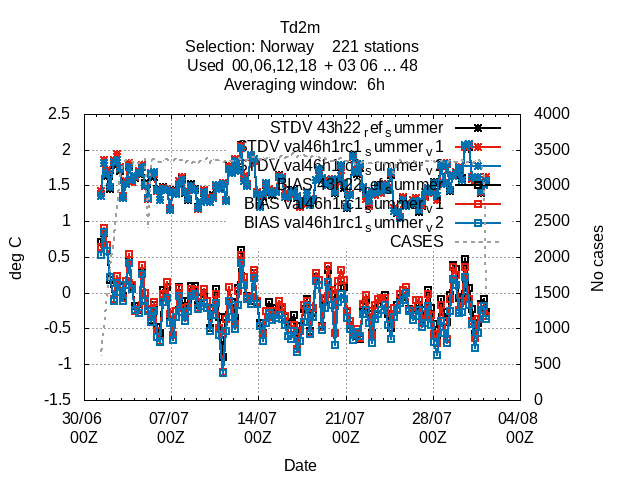 Td2m
Selection: Norway    221 stations
Used  00,06,12,18  + 03 06 ... 48
Averaging window:  6h
2.5
2
1.5
1
0.5
0
-0.5
-1
-1.5
deg C
4000
3500
3000
2500
2000
1500
1000
500
0
No cases
STDV 43h22_ref_summer
STDV val46h1rc1_summer_v1
STDV val46h1rc1_summer_v2
BIAS 43h22_ref_summer
BIAS val46h1rc1_summer_v1
BIAS val46h1rc1_summer_v2
CASES
30/06 07/07 14/07 21/07 28/07 04/08
00Z 00Z 00Z 00Z 00Z 00Z
Date